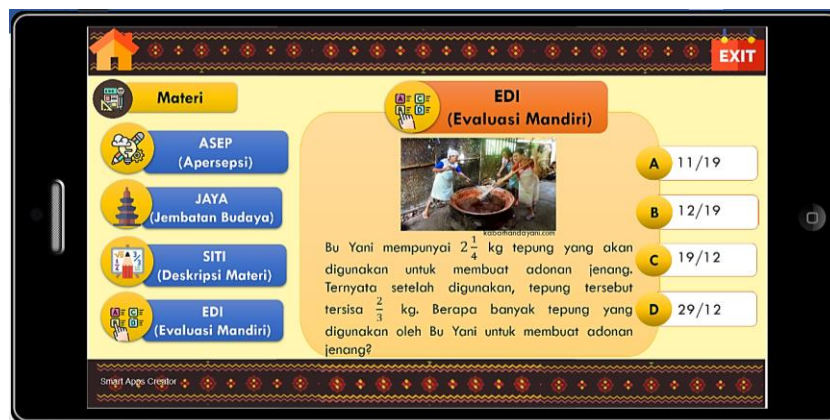 EXIT
Materi
ASEP
(Apersepsi)
JAYA
(Jembatan Budaya)
SITI
(Deskripsi Materi)
EDI
(Evaluasi Mandiri)
EDI
(Evaluasi Mandiri)
kabarhandayani.com
Bu Yani mempunyai 2 1/4 kg tepung yang akan
digunakan untuk membuat adonan jenang.
Ternyata setelah digunakan, tepung tersebut
tersisa 2/3 kg. Berapa banyak tepung yang
digunakan oleh Bu Yani untuk membuat adonan
jenang?
A 11/19
B 12/19
C 19/12
D 29/12
Smart Apps Creator